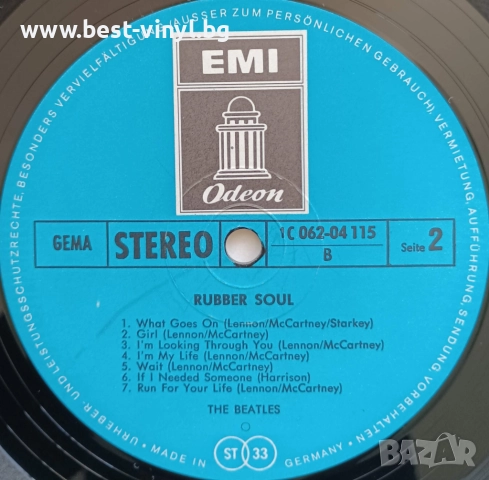 https://best-vinyl.bg
URHEBER- UND LEISTUNGSSCHUTZRECHTE, BESONDERS VERVIELFÄLTIGUNG (AUSSER ZUM PERSÖNLICHEN GEBRAUCH), VERMIETUNG, AUFFÜHRUNG, SENDUNG, VORBEHALTEN ·
EMI
Odeon
GEMA
STEREO
1C 062-04 115
B
Seite 2
RUBBER SOUL
1. What Goes On (Lennon/McCartney/Starkey)
2. Girl (Lennon/McCartney)
3. I'm Looking Through You (Lennon/McCartney)
4. I'm My Life (Lennon/McCartney)
5. Wait (Lennon/McCartney)
6. If I Needed Someone (Harrison)
7. Run For Your Life (Lennon/McCartney)
THE BEATLES
MADE IN ST 33 GERMANY
БАZАР